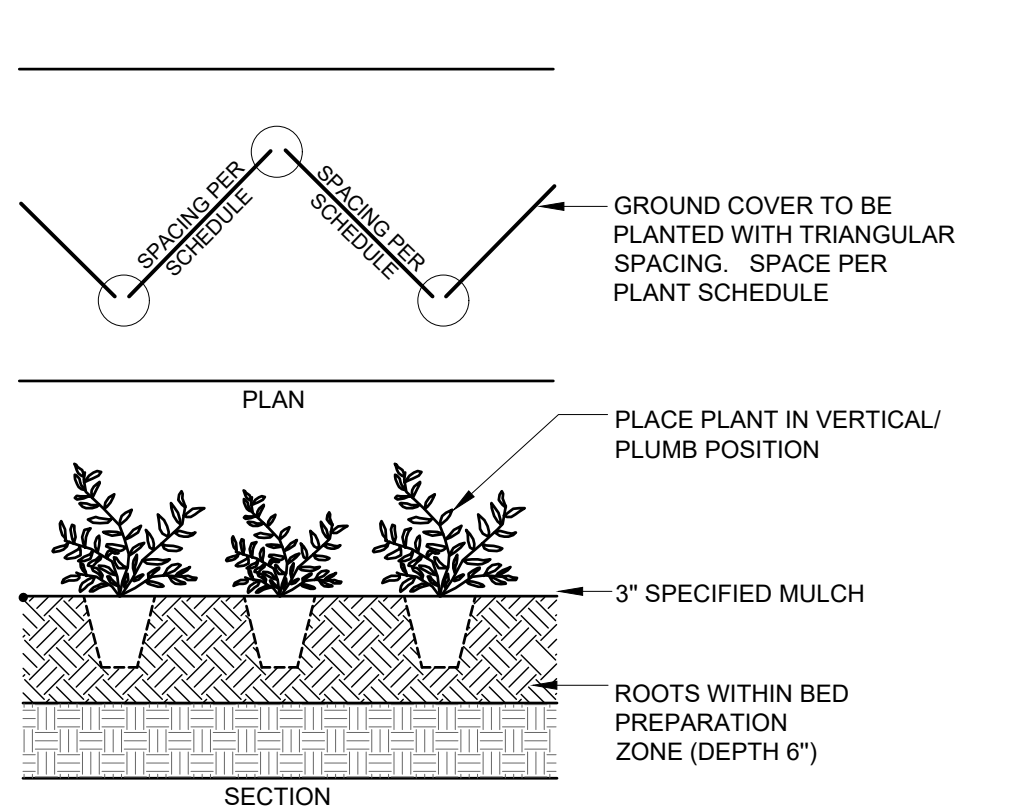 SPACING PER
SCHEDULE
SPACING PER
SCHEDULE
GROUND COVER TO BE
PLANTED WITH TRIANGULAR
SPACING.   SPACE PER
PLANT SCHEDULE
PLAN
PLACE PLANT IN VERTICAL/
PLUMB POSITION
3" SPECIFIED MULCH
ROOTS WITHIN BED
PREPARATION
ZONE (DEPTH 6")
SECTION